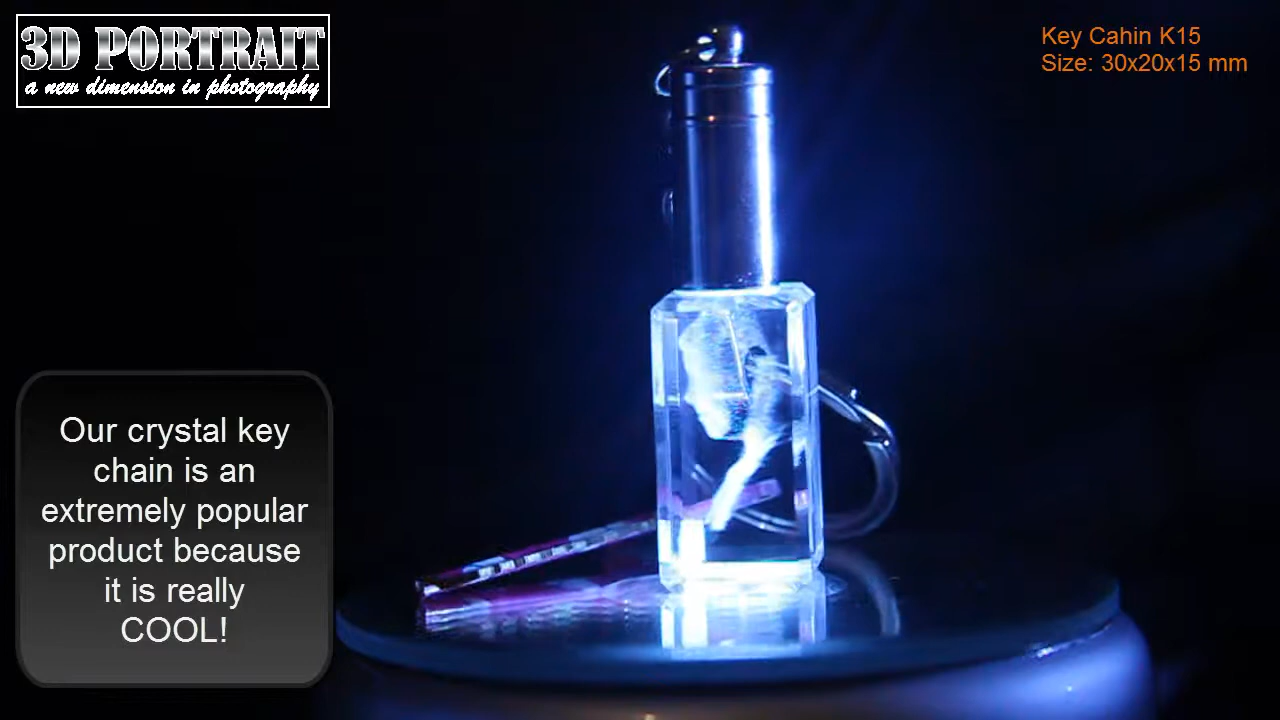 3D PORTRAIT
a new dimension in photography
Key Cahin K15
Size: 30x20x15 mm
Our crystal key
chain is an
extremely popular
product because
it is really
COOL!